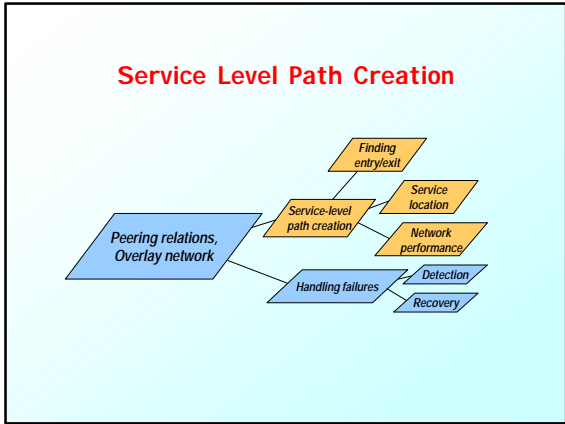 Service Level Path Creation
Finding
entry/exit
Service
location
Service-level
path creation
Network
performance
Peering relations,
Overlay network
Detection
Handling failures
Recovery